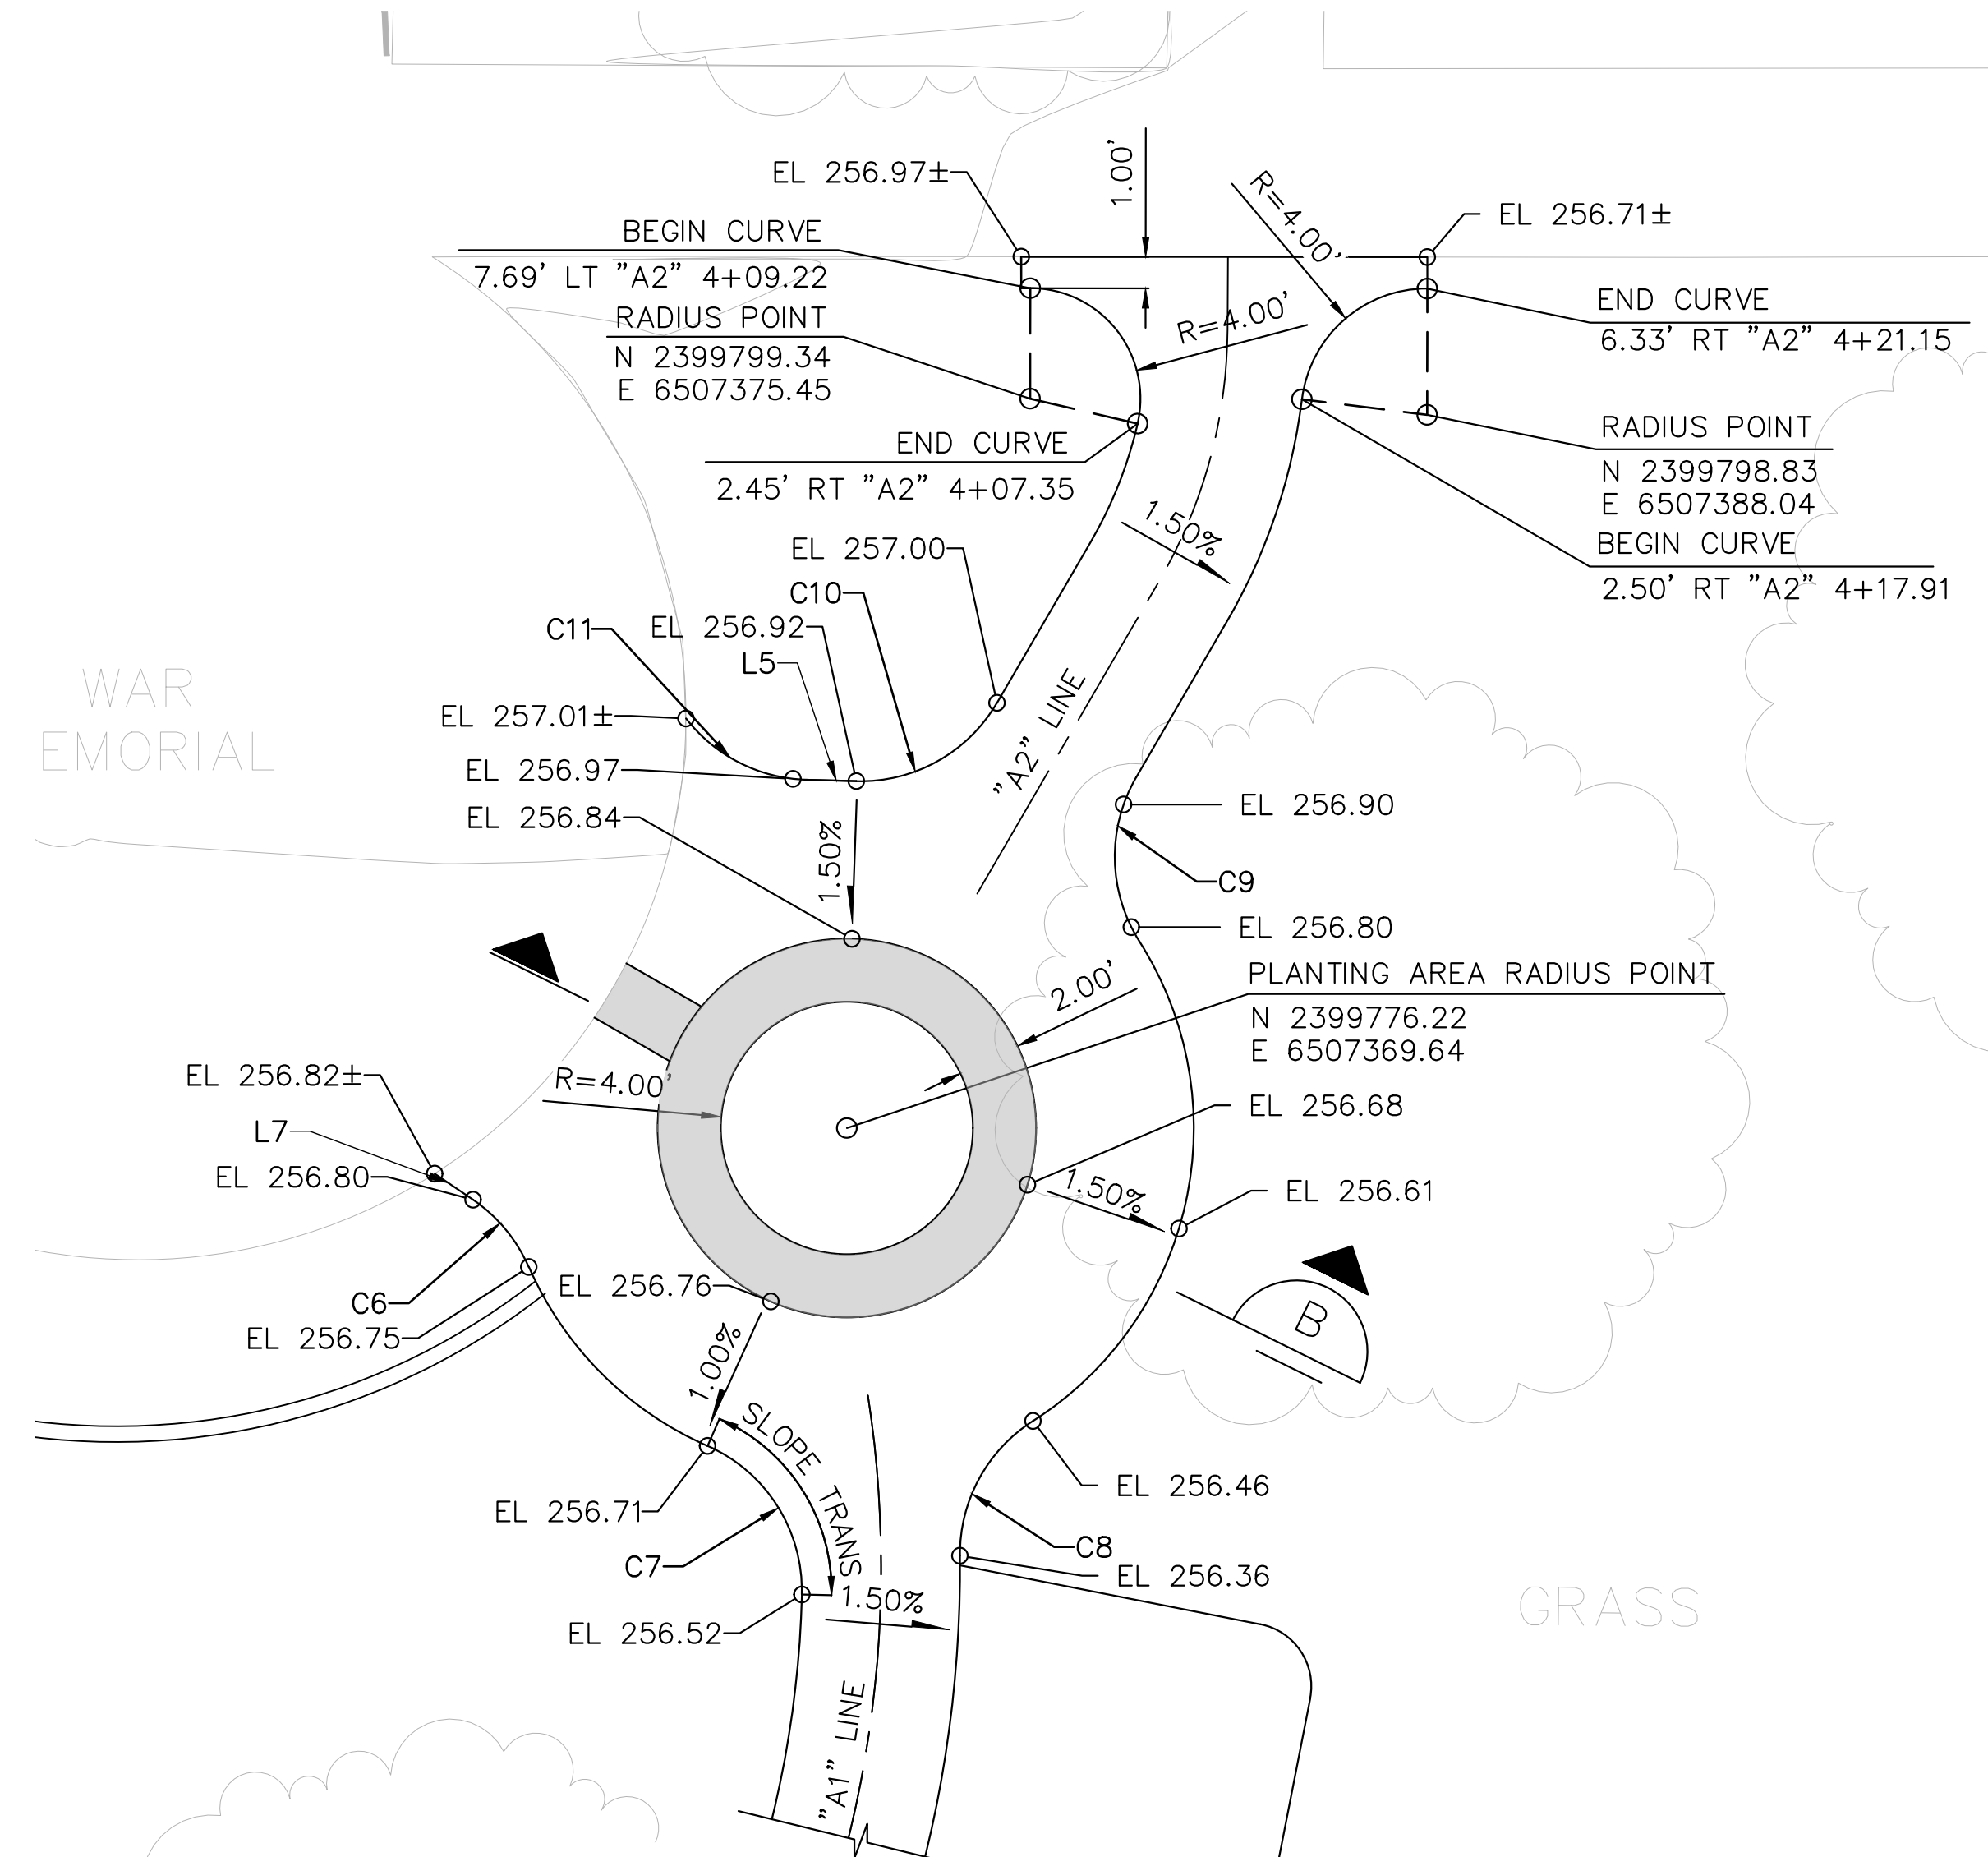 EL 256.97±
1.00'
R=4.00'
EL 256.71±
BEGIN CURVE
7.69' LT "A2" 4+09.22
RADIUS POINT
N 2399799.34
E 6507375.45
R=4.00'
END CURVE
6.33' RT "A2" 4+21.15
END CURVE
2.45' RT "A2" 4+07.35
RADIUS POINT
N 2399798.83
E 6507388.04
BEGIN CURVE
2.50' RT "A2" 4+17.91
1.50%
EL 257.00
C10
C11
EL 256.92
L5
WAR
EMORIAL
EL 257.01±
EL 256.97
EL 256.84
"A2" LINE
1.50%
EL 256.90
C9
EL 256.80
PLANTING AREA RADIUS POINT
N 2399776.22
E 6507369.64
2.00'
R=4.00'
EL 256.82±
L7
EL 256.80
EL 256.68
1.50%
EL 256.61
C6
EL 256.75
EL 256.76
B
1.00%
SLOPE TRANS
EL 256.71
EL 256.46
C7
C8
EL 256.36
1.50%
EL 256.52
GRASS
"A1" LINE